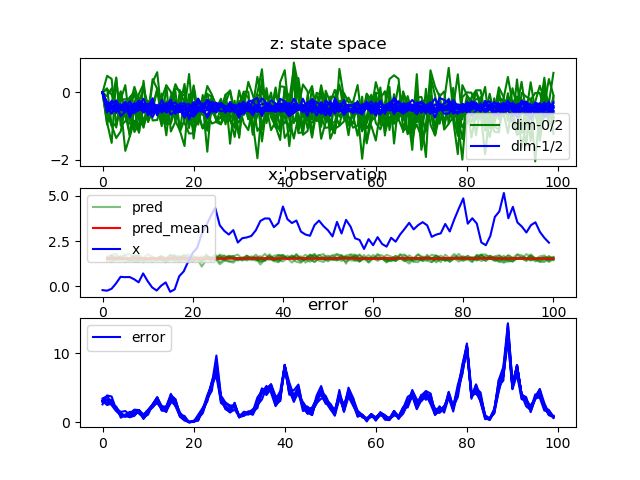 z: state space
0
−2
dim-0/2
dim-1/2
0 20 40 60 80 100
x: observation
5.0
2.5
0.0
pred
pred_mean
x
0 20 40 60 80 100
error
10
0
error
0 20 40 60 80 100